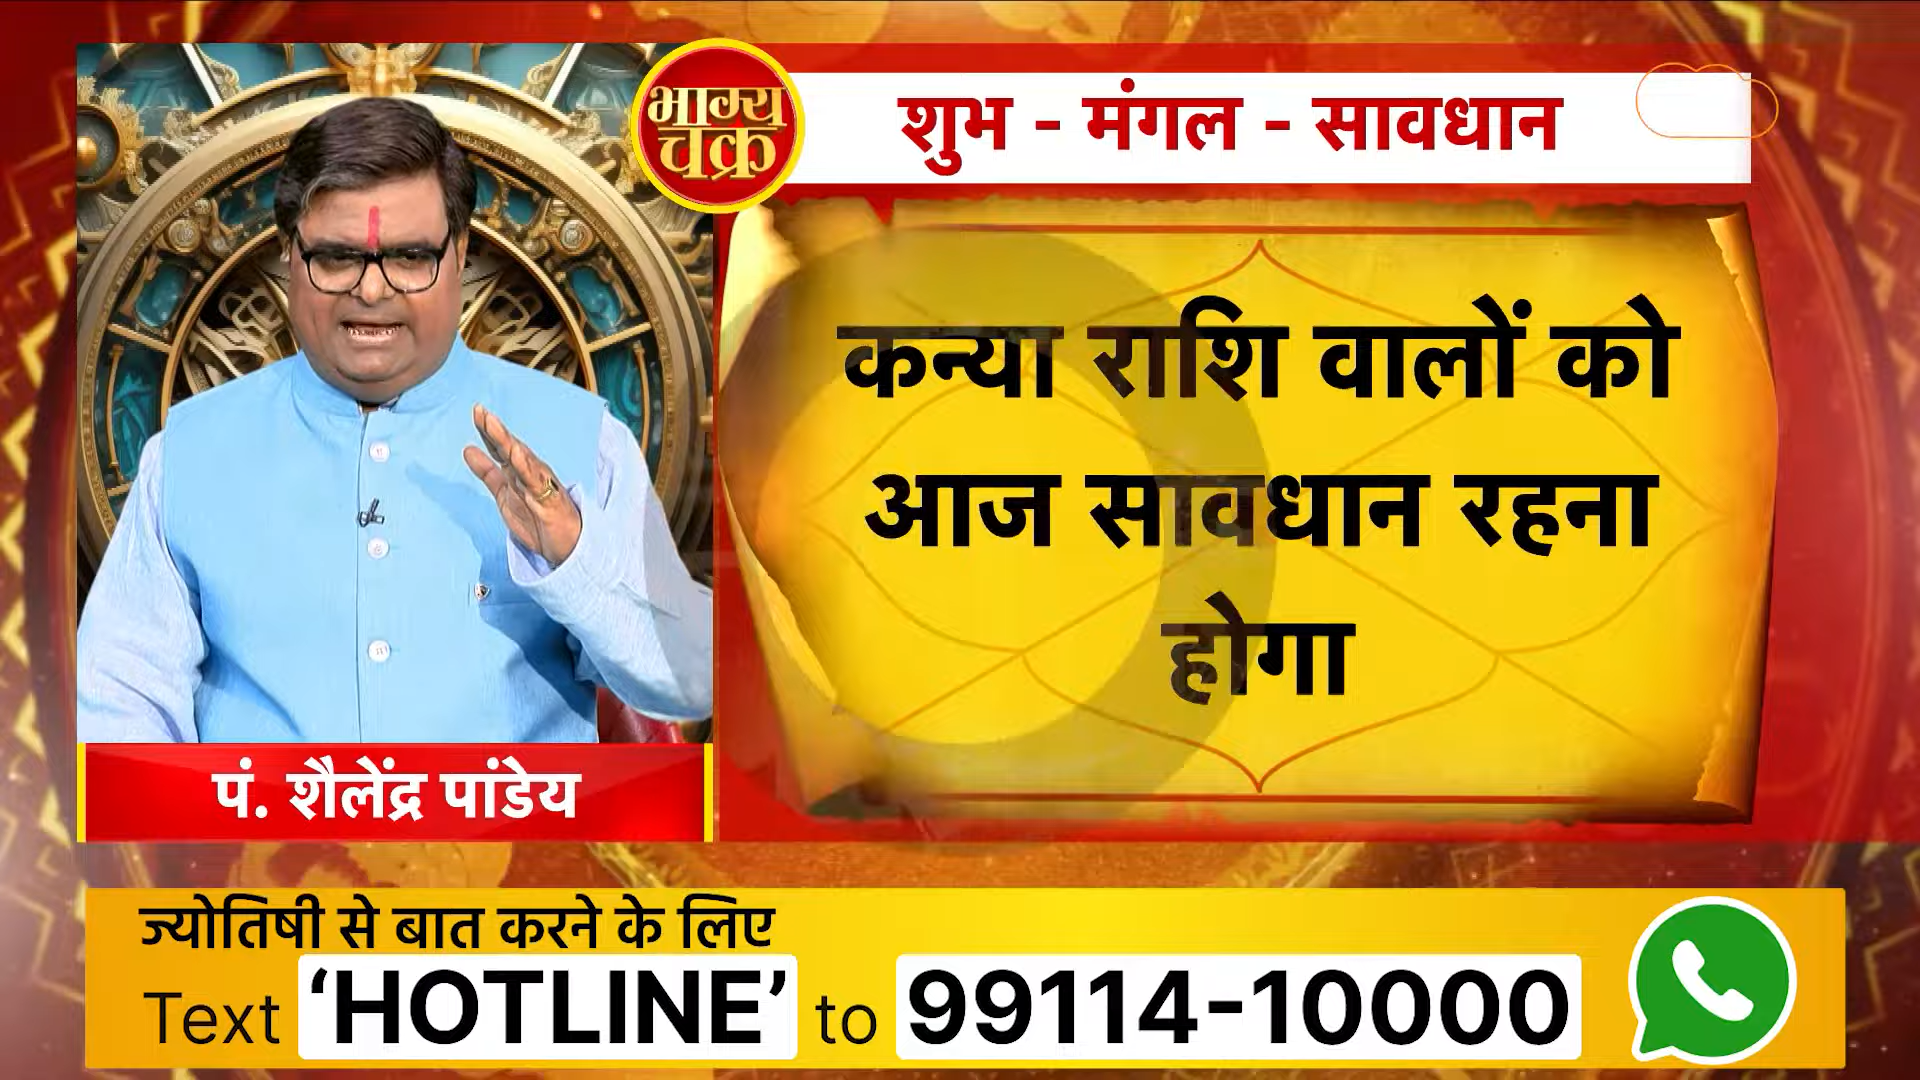 भाग्य
चक्र
शुभ - मंगल - सावधान
कन्या राशि वालों को
आज सावधान रहना
होगा
पं. शैलेंद्र पांडेय
ज्योतिषी से बात करने के लिए
Text ‘HOTLINE’ to 99114-10000